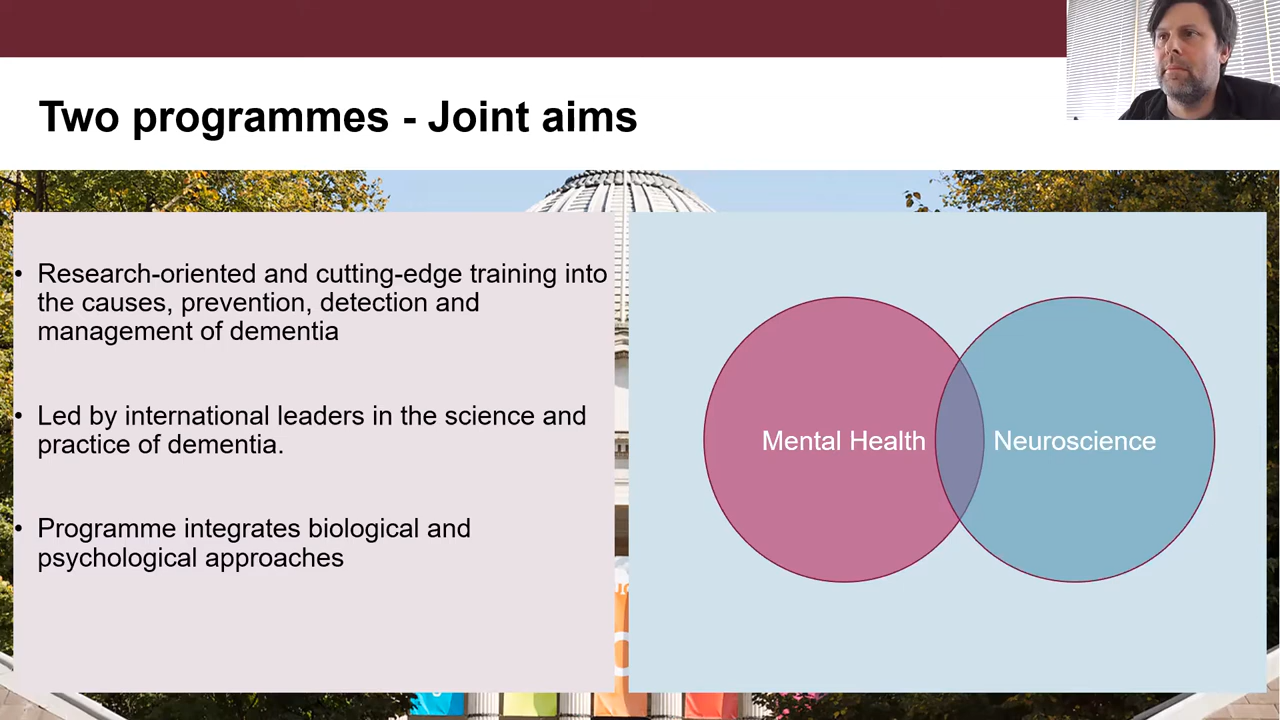 Two programmes - Joint aims
• Research-oriented and cutting-edge training into
the causes, prevention, detection and
management of dementia
• Led by international leaders in the science and
practice of dementia.
• Programme integrates biological and
psychological approaches
Mental Health
Neuroscience